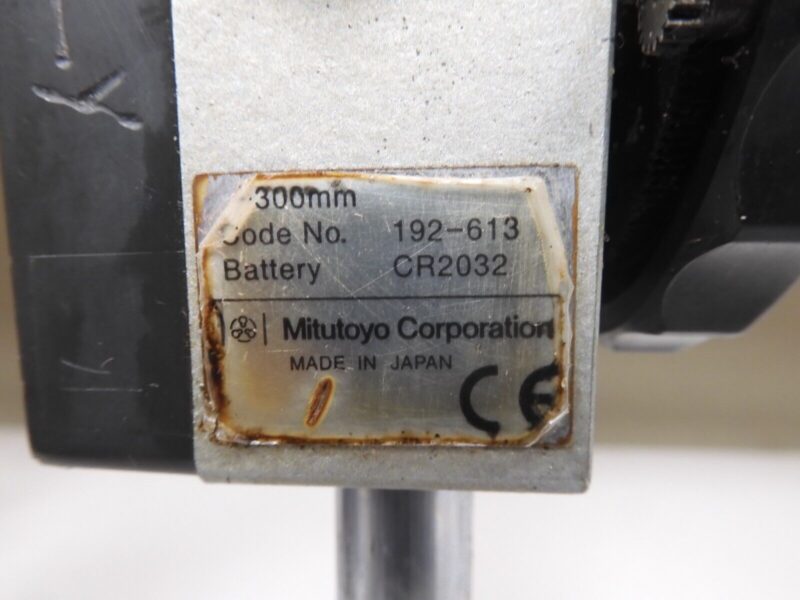 300mm
Code No. 192-613
Battery CR2032
Mitutoyo Corporation
MADE IN JAPAN
CE
K